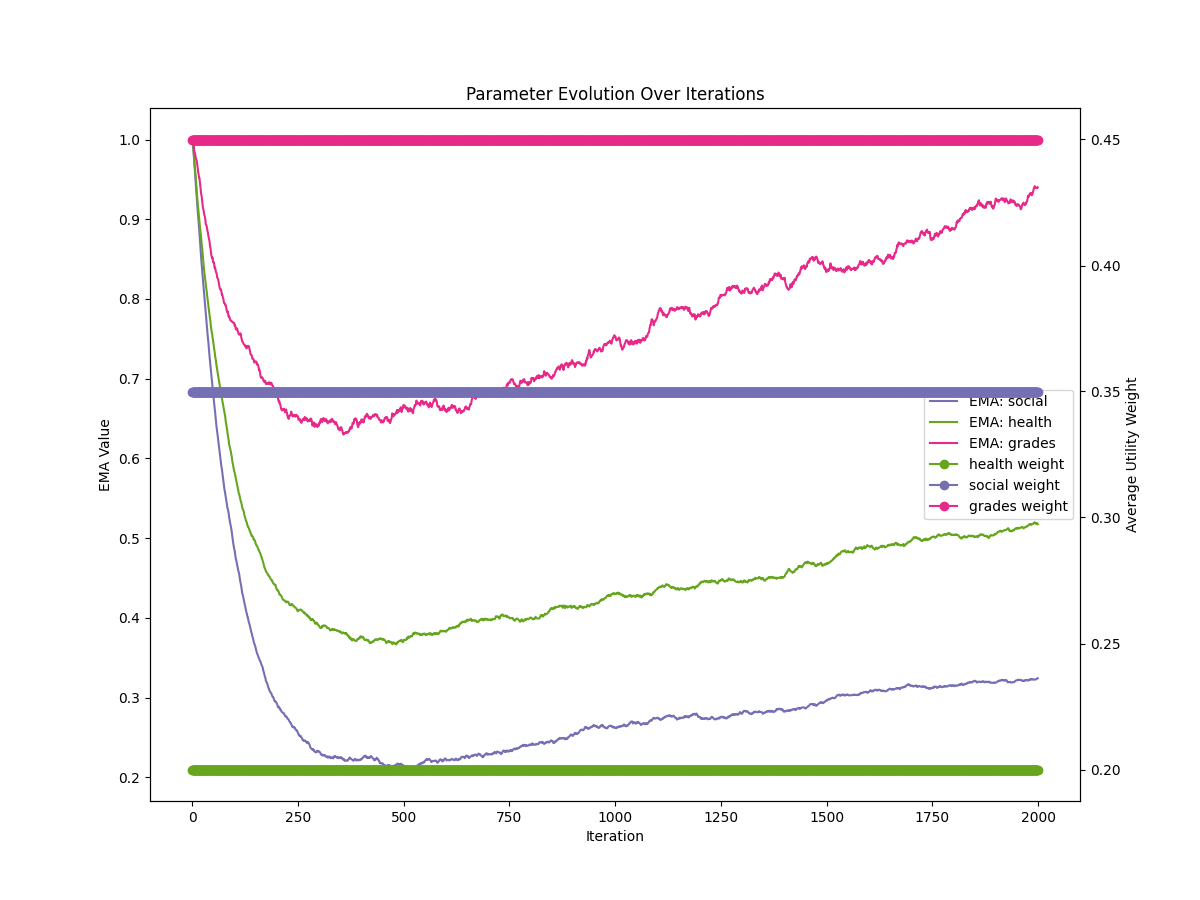 Parameter Evolution Over Iterations
1.0
0.9
0.8
0.7
0.6
0.5
0.4
0.3
0.2
EMA Value
0.45
0.40
0.35
0.30
0.25
0.20
Average Utility Weight
EMA: social
EMA: health
EMA: grades
health weight
social weight
grades weight
0 250 500 750 1000 1250 1500 1750 2000
Iteration